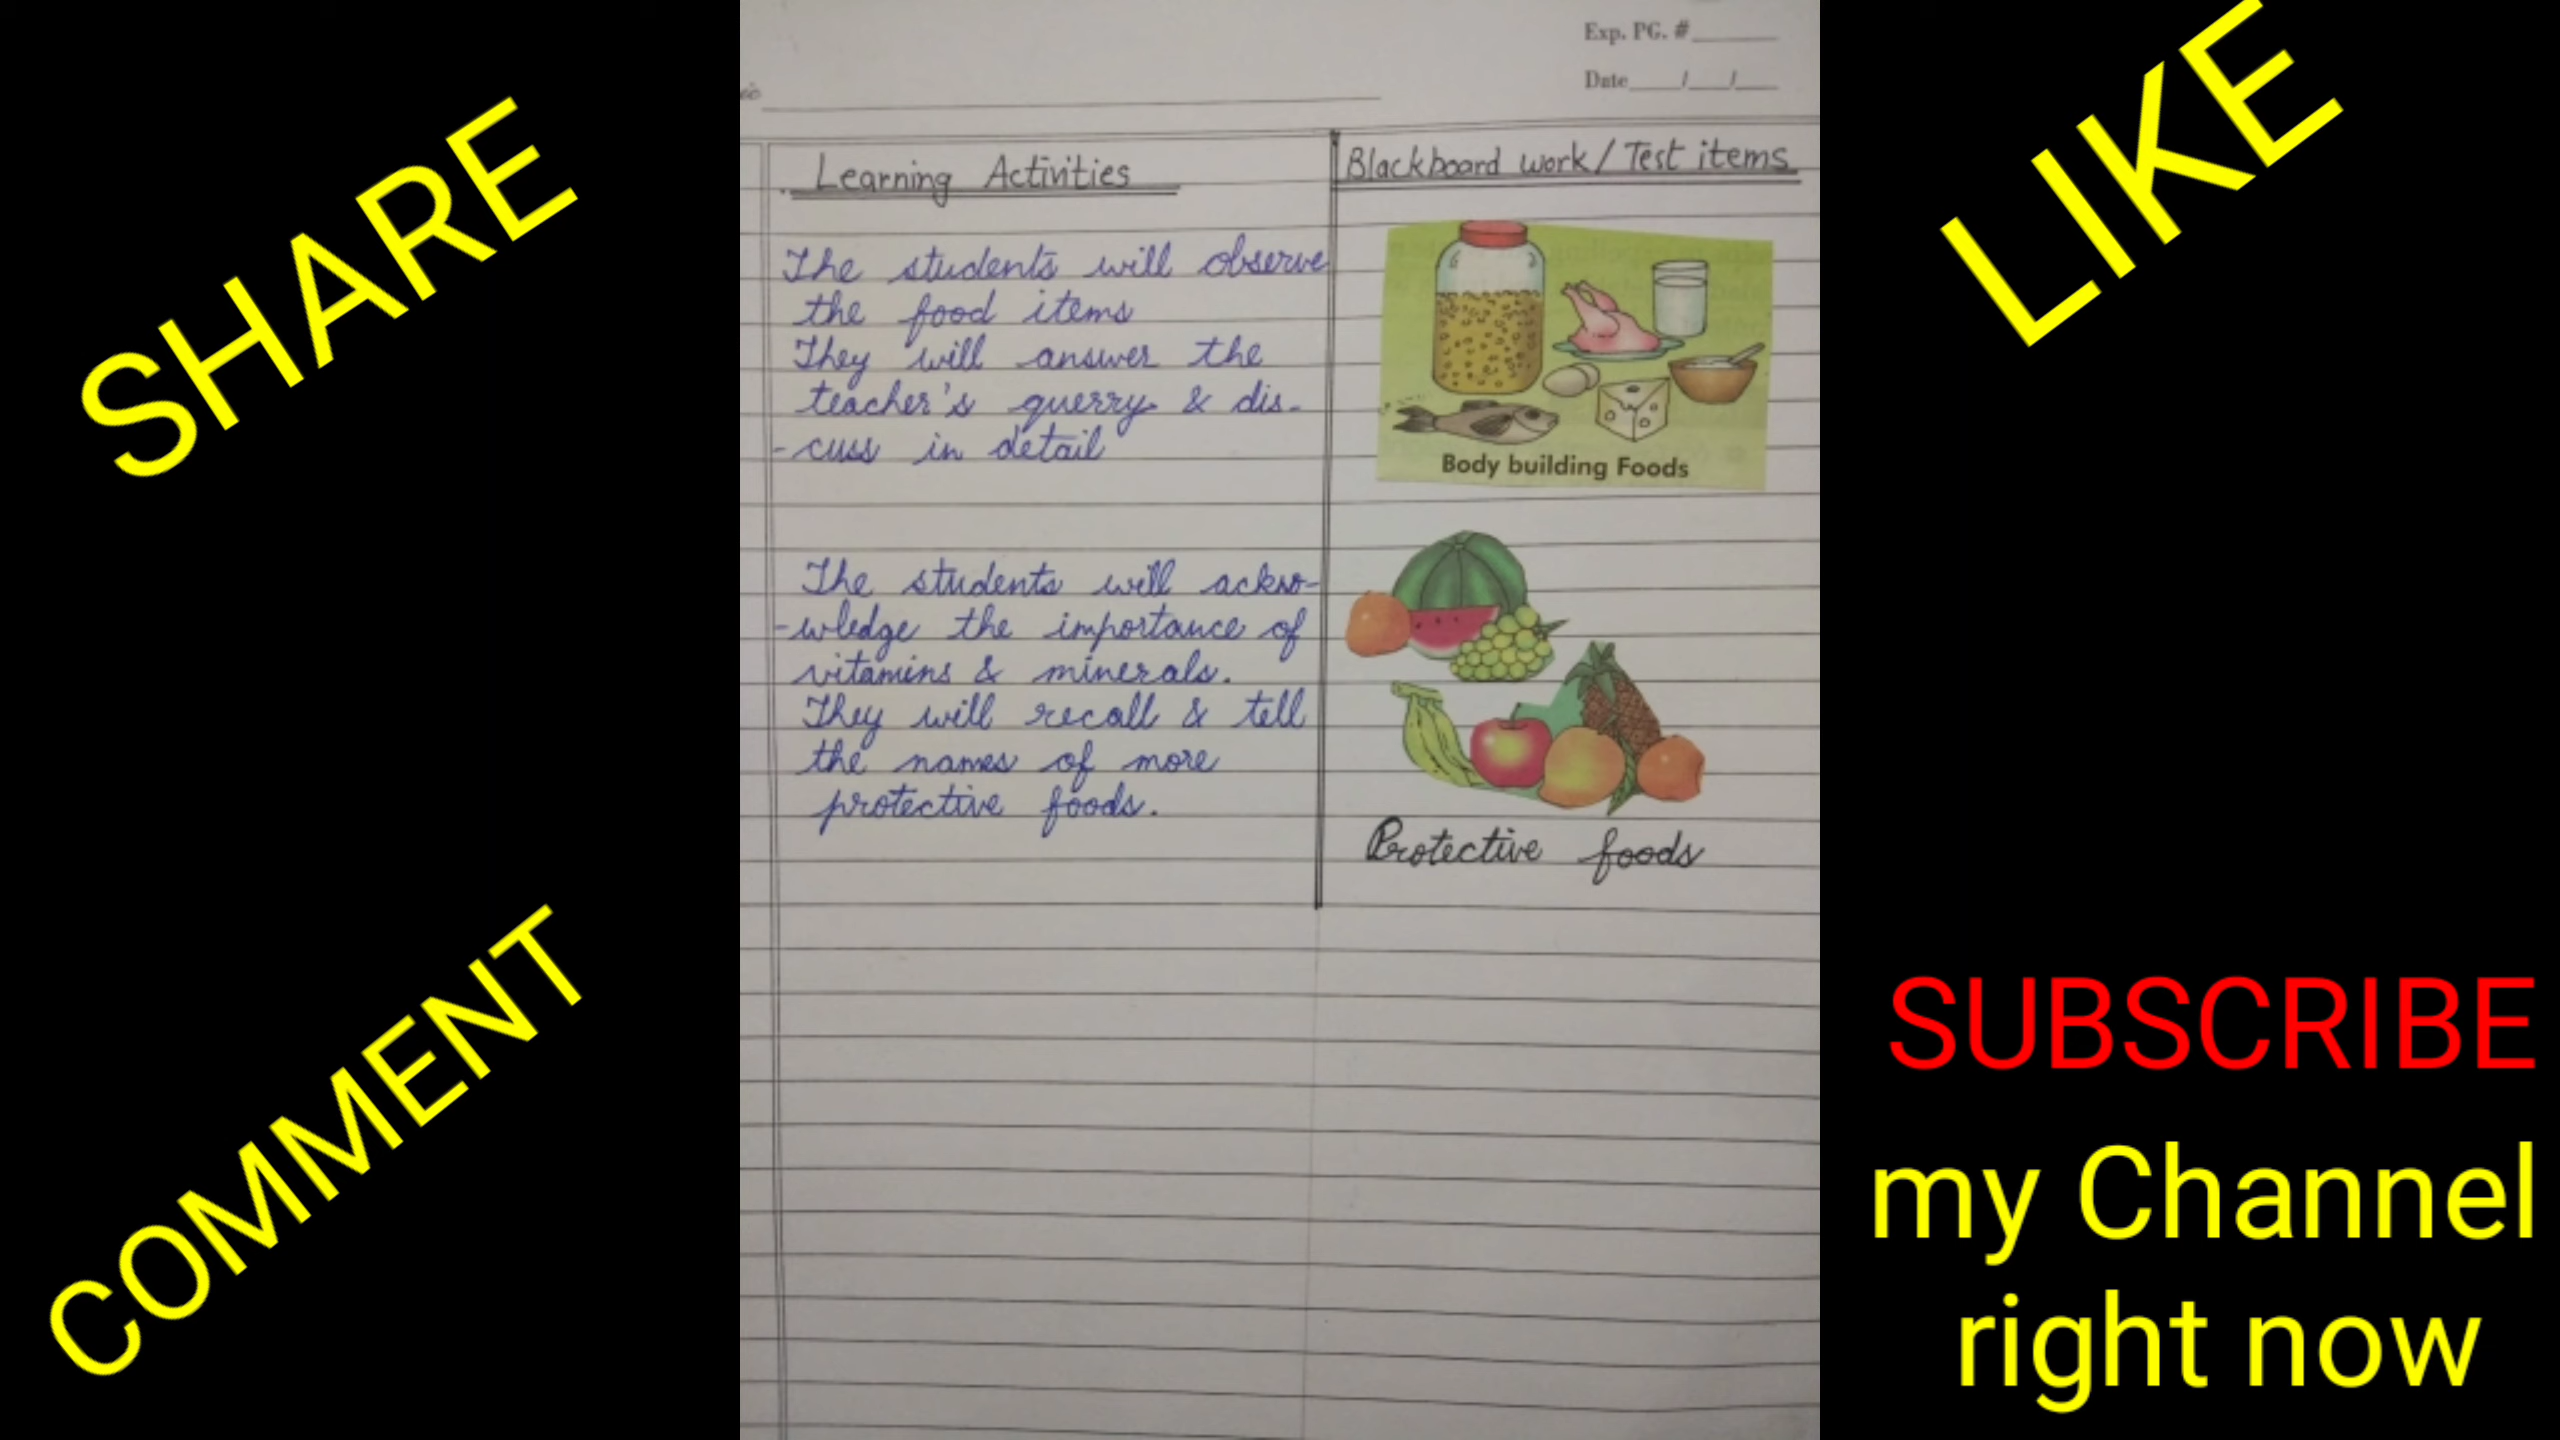 SHARE
LIKE
Exp. PG. #
Date / /
Learning Activities
Blackboard work / Test items
The students will observe
the food items
They will answer the
teacher's querry & dis-
-cuss in detail
Body building Foods
The students will ackno-
-wledge the importance of
vitamins & minerals.
They will recall & tell
the names of more
protective foods.
Protective foods
COMMENT
SUBSCRIBE
my Channel
right now